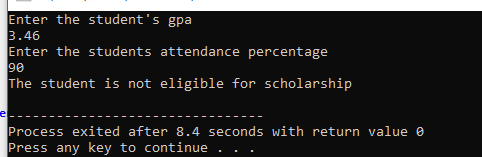 Enter the student's gpa
3.46
Enter the students attendance percentage
90
The student is not eligible for scholarship
--------------------------------
Process exited after 8.4 seconds with return value 0
Press any key to continue . . .